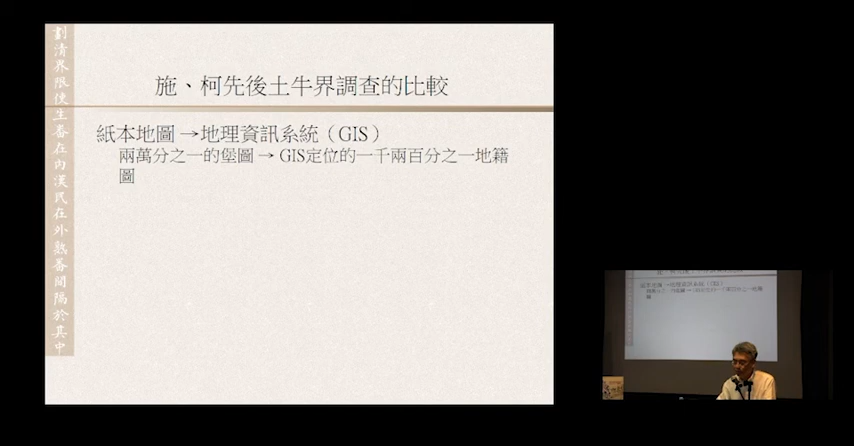 劃清界限使生番在內漢民在外熟番間隔於其中
施、柯先後土牛界調查的比較
紙本地圖→地理資訊系統（GIS）
兩萬分之一的堡圖 → GIS定位的一千兩百分之一地籍
圖